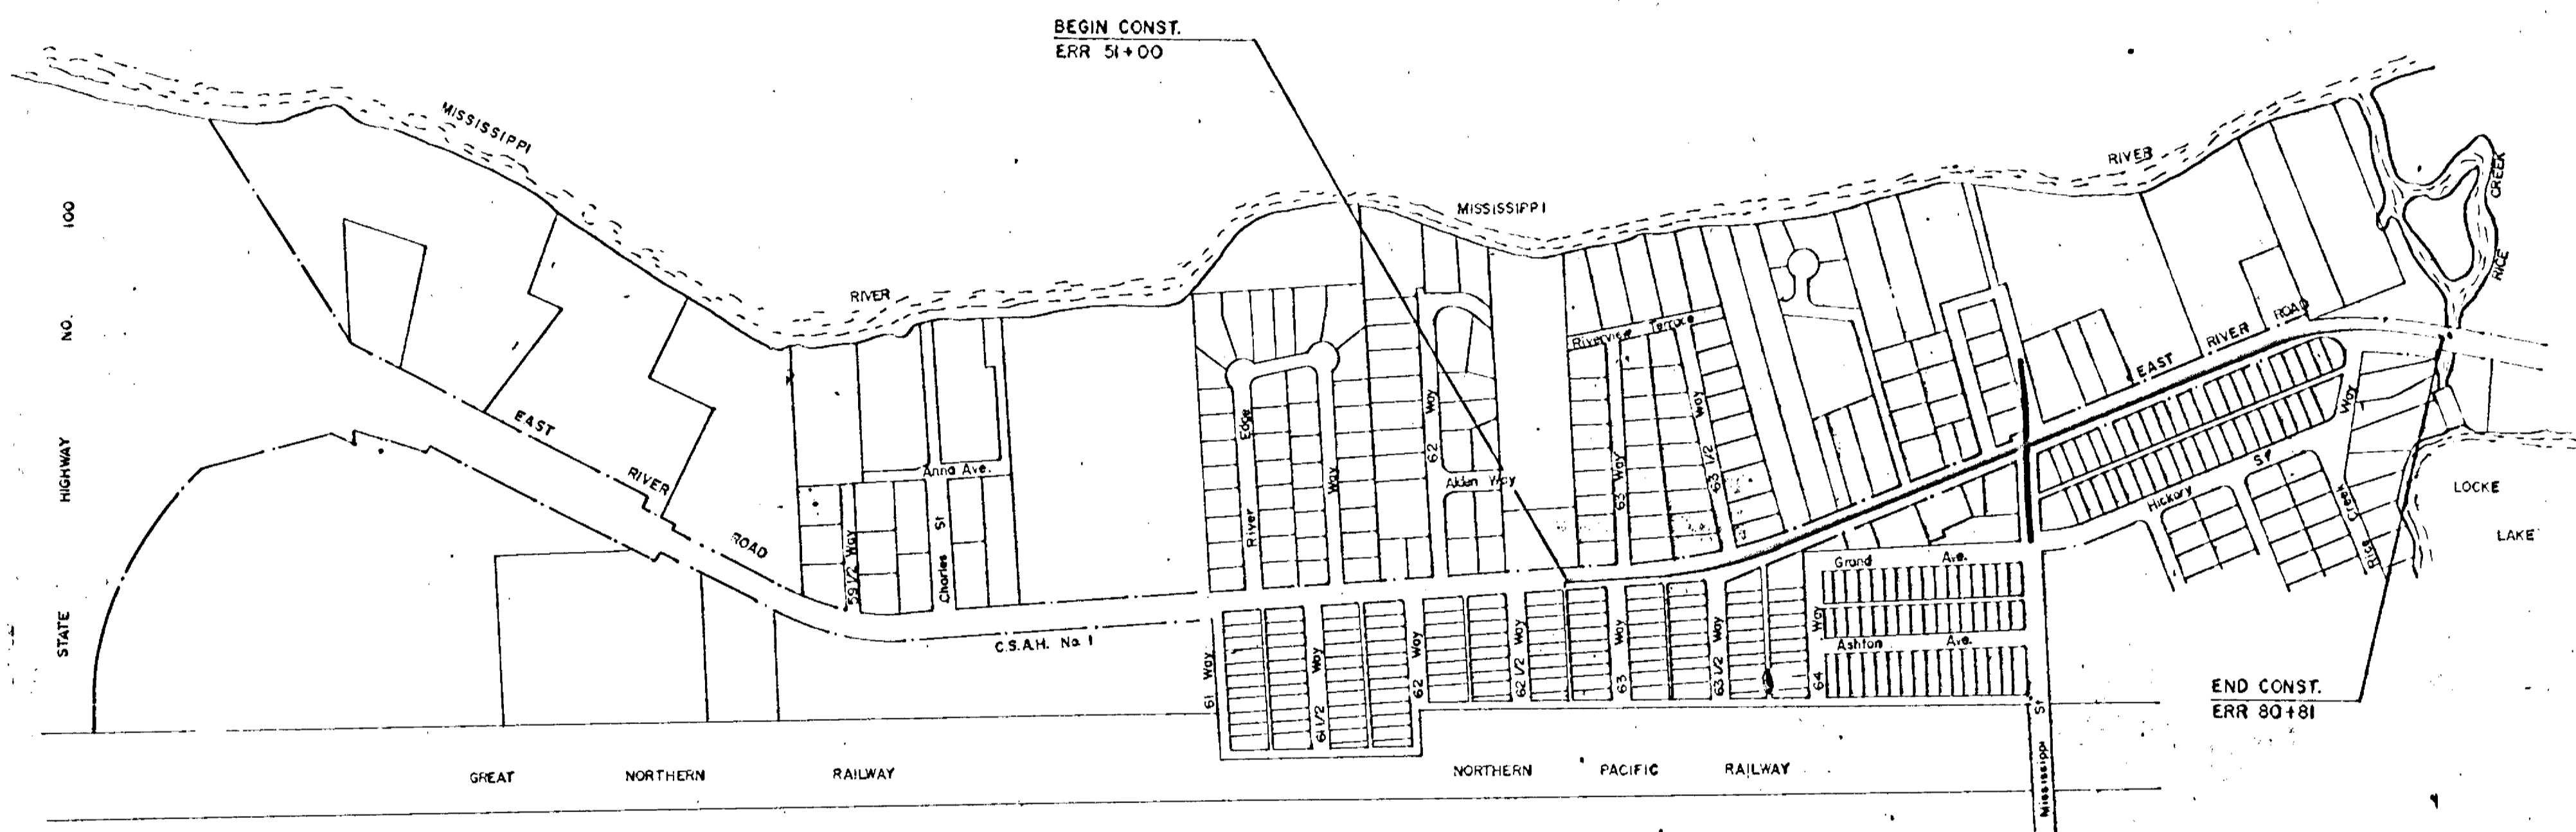 BEGIN CONST.
ERR 51+00
MISSISSIPPI
RIVER
MISSISSIPPI
RIVER
CREEK
RICE
STATE HIGHWAY NO. 100
EAST RIVER ROAD
Anna Ave.
59 1/2 Way
Charles St
River Edge
Way
62 Way
Alden Way
Riverview Terrace
63 Way
63 1/2 Way
EAST RIVER ROAD
Way
Hickory St
Rice Creek
LOCKE
LAKE
Grand Ave.
Ashton Ave.
C.S.A.H. No. 1
61 Way
61 1/2 Way
62 Way
62 1/2 Way
63 Way
63 1/2 Way
64 Way
Mississippi St
END CONST.
ERR 80+81
GREAT NORTHERN RAILWAY
NORTHERN PACIFIC RAILWAY